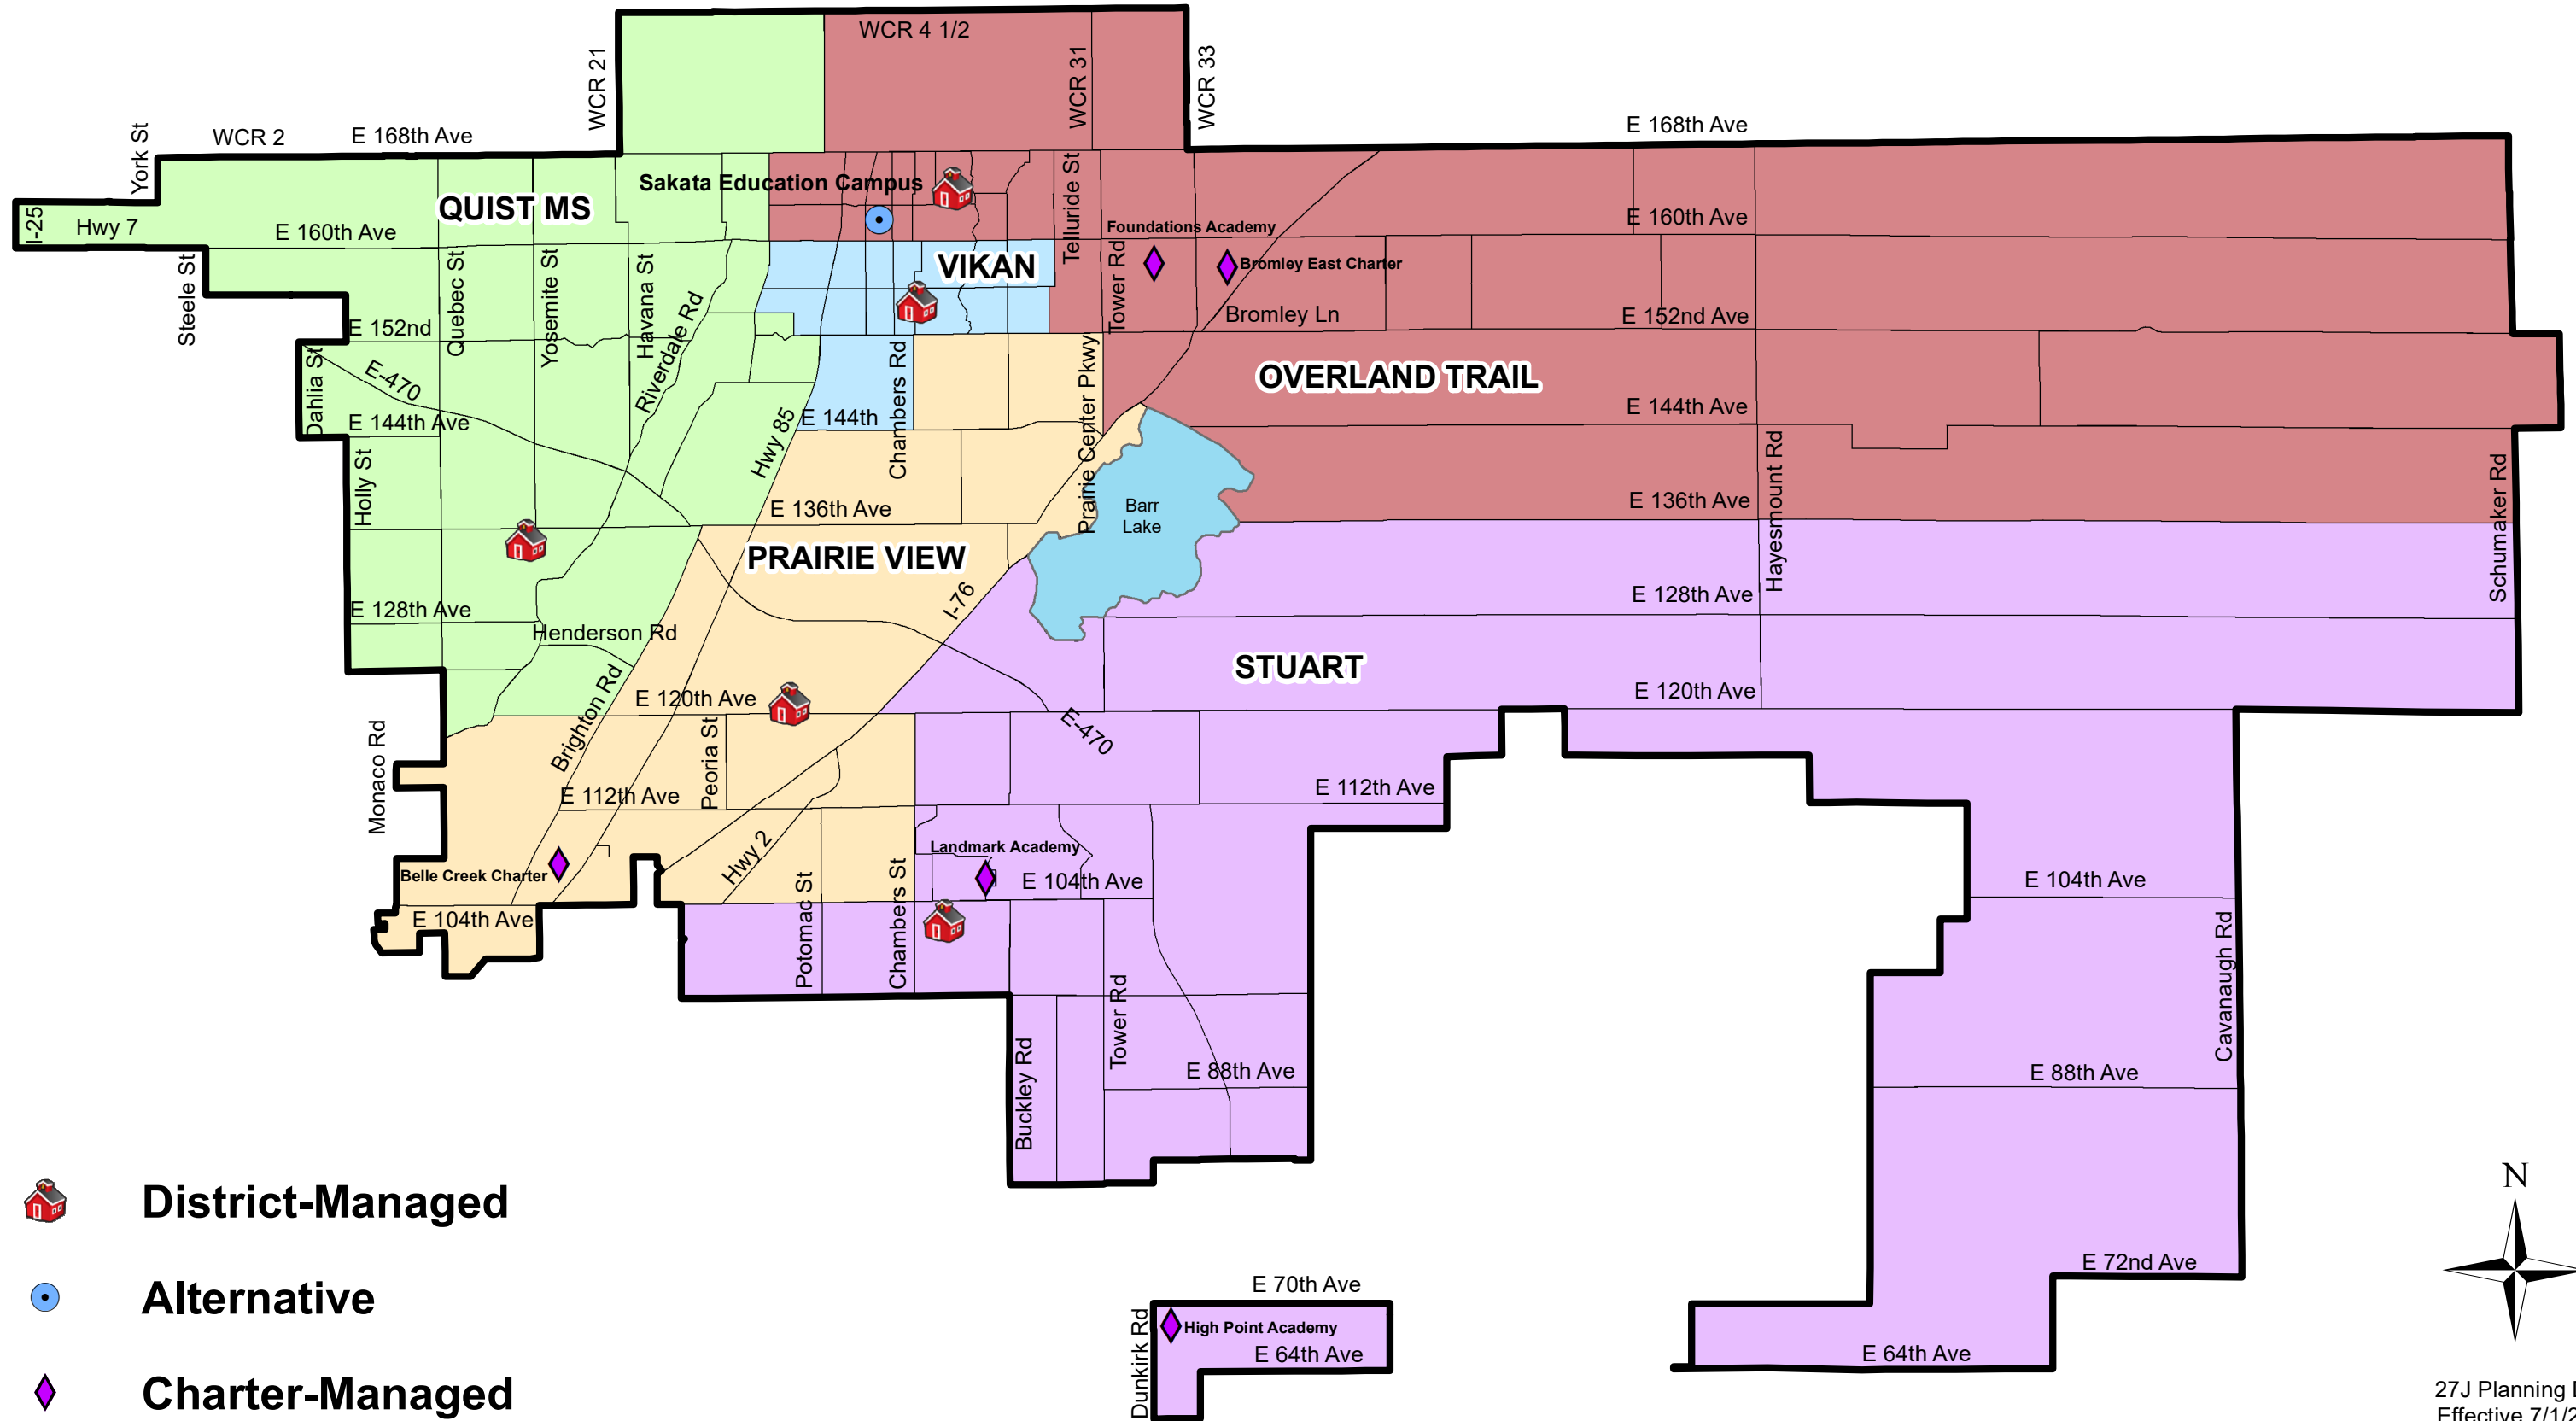 WCR 4 1/2
WCR 21
WCR 31
WCR 33
York St
WCR 2
E 168th Ave
E 168th Ave
I-25
Hwy 7
QUIST MS
E 160th Ave
Sakata Education Campus
Telluride St
Foundations Academy
E 160th Ave
Steele St
Quebec St
Yosemite St
Havana St
Riverdale Rd
VIKAN
Tower Rd
Bromley East Charter
Bromley Ln
E 152nd Ave
E 152nd
Dahlia St
E-470
E 144th Ave
Hwy 85
E 144th
Chambers Rd
Prairie Center Pkwy
OVERLAND TRAIL
E 144th Ave
Holly St
E 136th Ave
Barr
Lake
E 136th Ave
Hayesmount Rd
Schumaker Rd
PRAIRIE VIEW
I-76
E 128th Ave
E 128th Ave
Henderson Rd
STUART
Brighton Rd
E 120th Ave
E 120th Ave
Monaco Rd
Peoria St
E-470
E 112th Ave
E 112th Ave
Hwy 2
Landmark Academy
Belle Creek Charter
E 104th Ave
E 104th Ave
E 104th Ave
Potomac St
Chambers St
Cavanaugh Rd
Buckley Rd
Tower Rd
E 88th Ave
E 88th Ave
District-Managed
N
Alternative
E 70th Ave
E 72nd Ave
Dunkirk Rd
High Point Academy
E 64th Ave
E 64th Ave
Charter-Managed
27J Planning
Effective 7/1/2